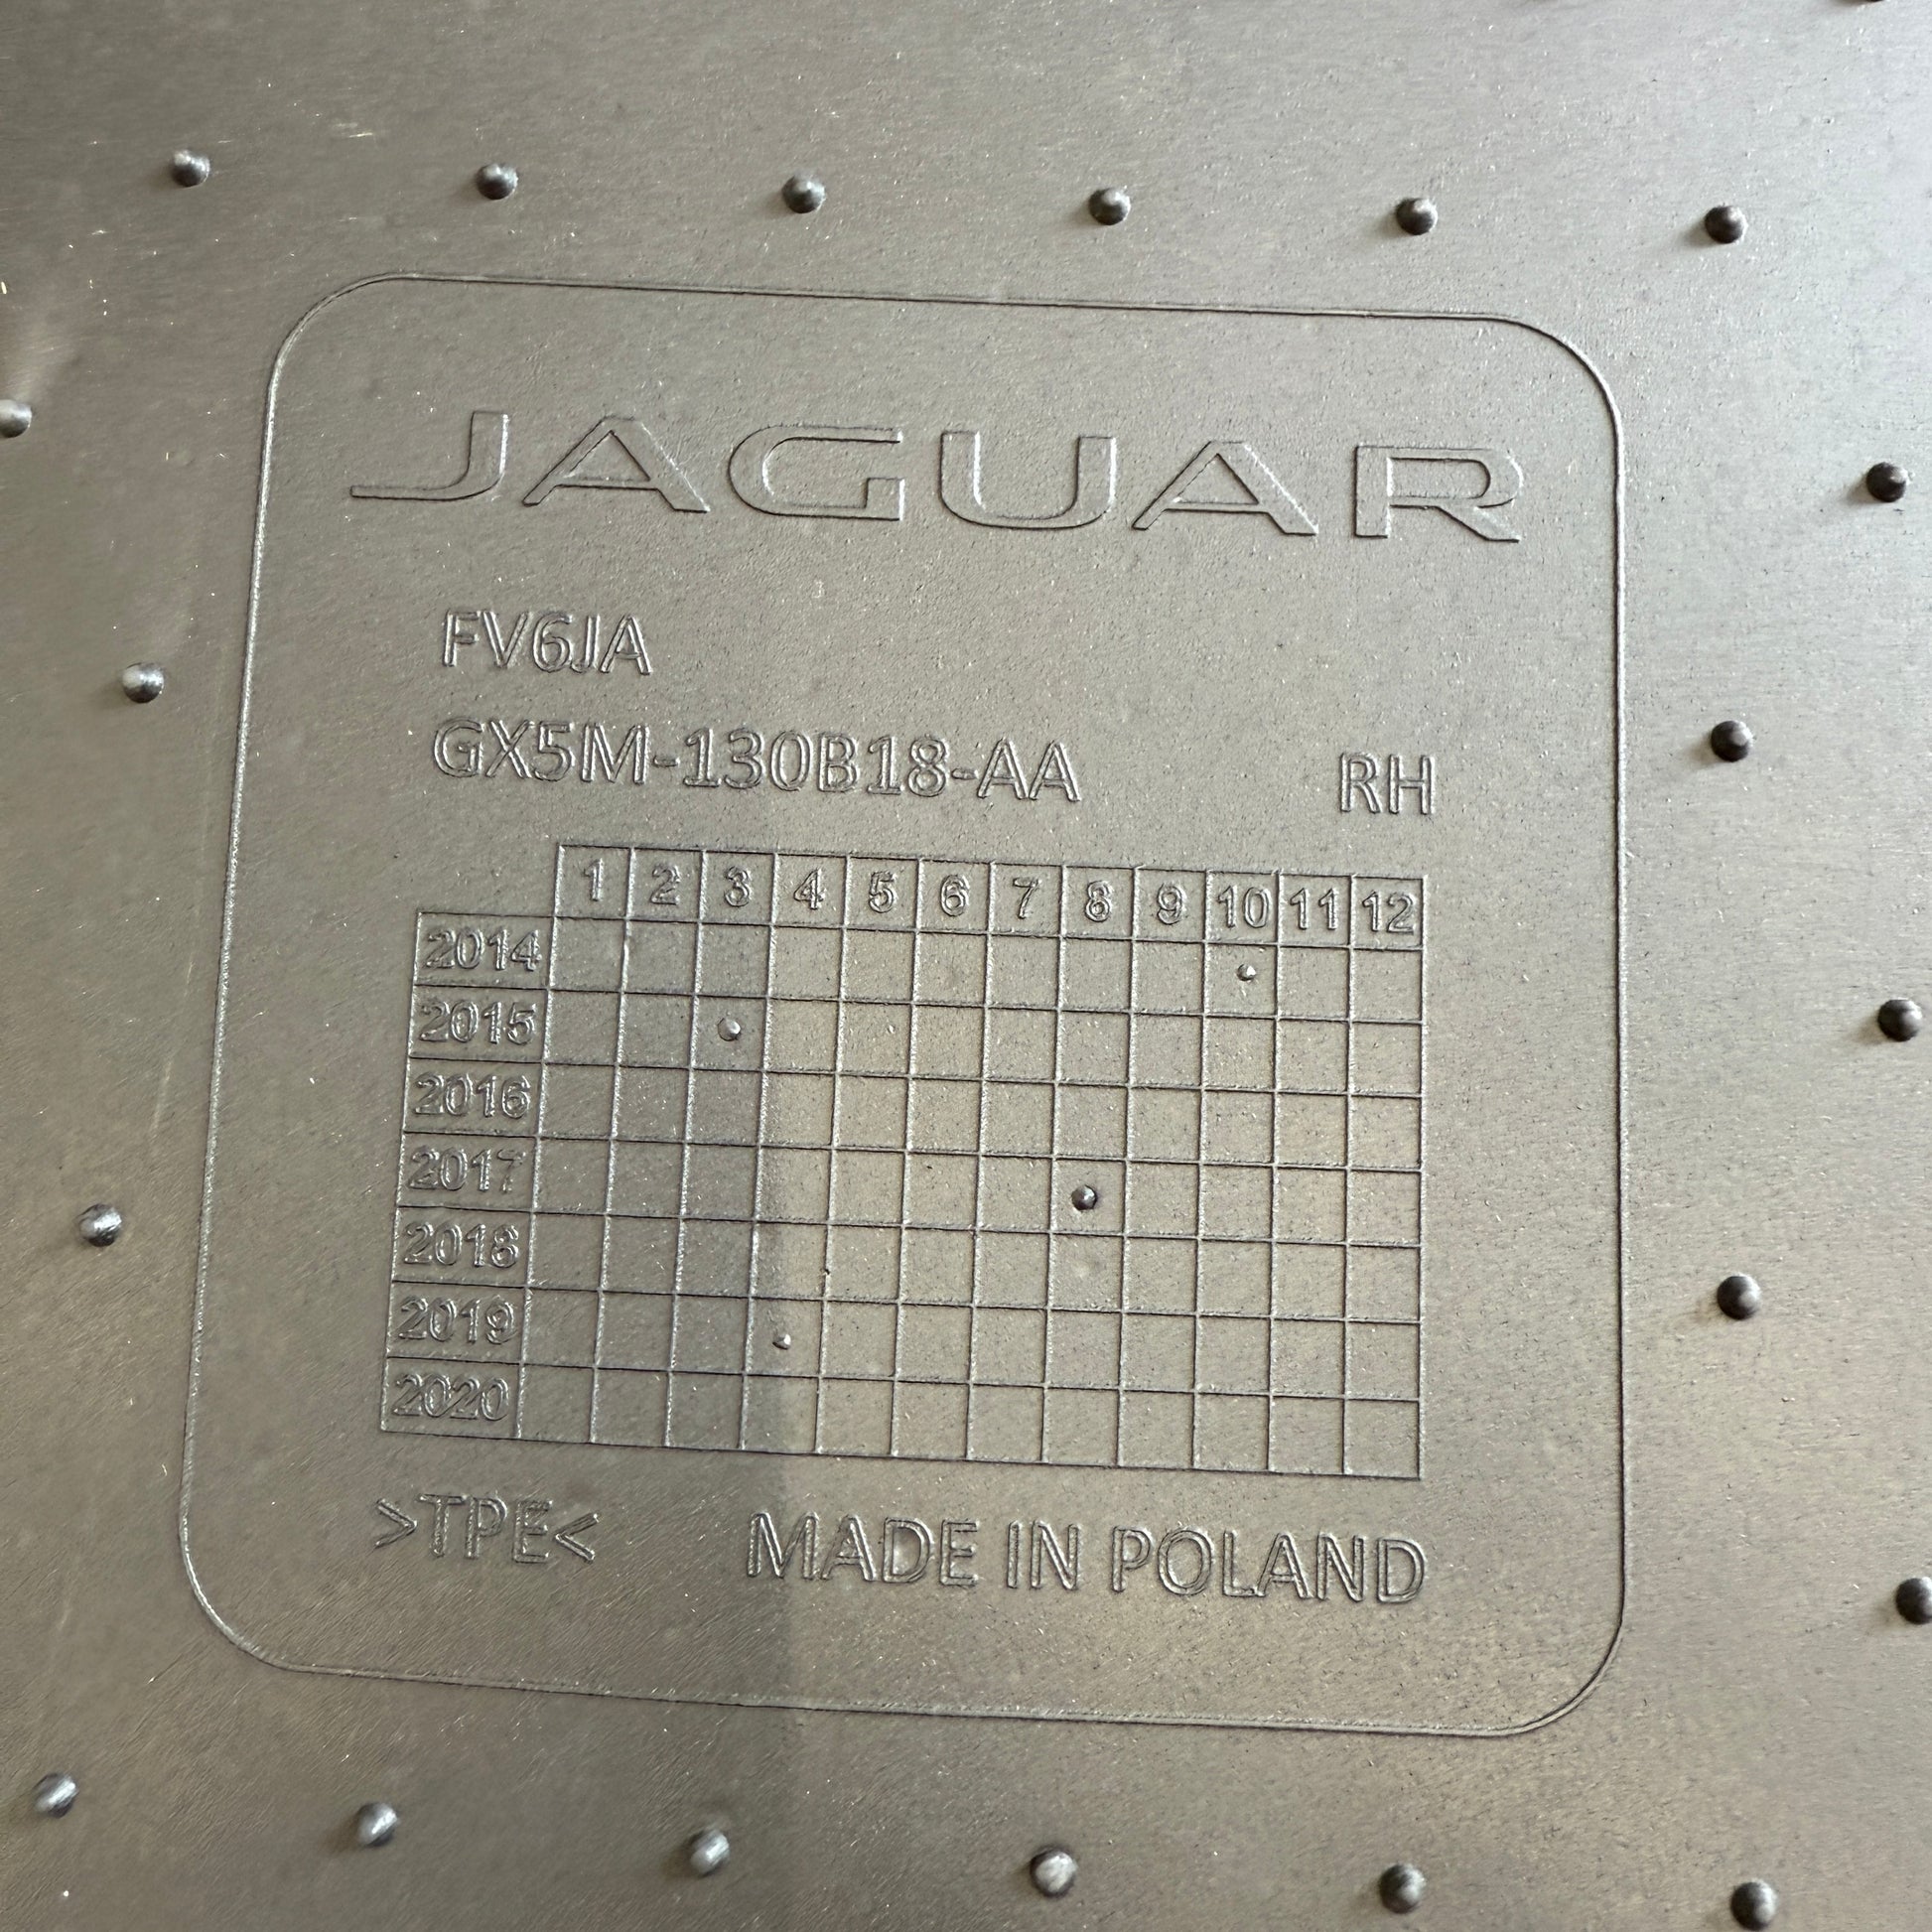 JAGUAR
FV6JA
GX5M-130B18-AA RH
1 2 3 4 5 6 7 8 9 10 11 12
2014
2015
2016
2017
2018
2019
2020
>TPE< MADE IN POLAND